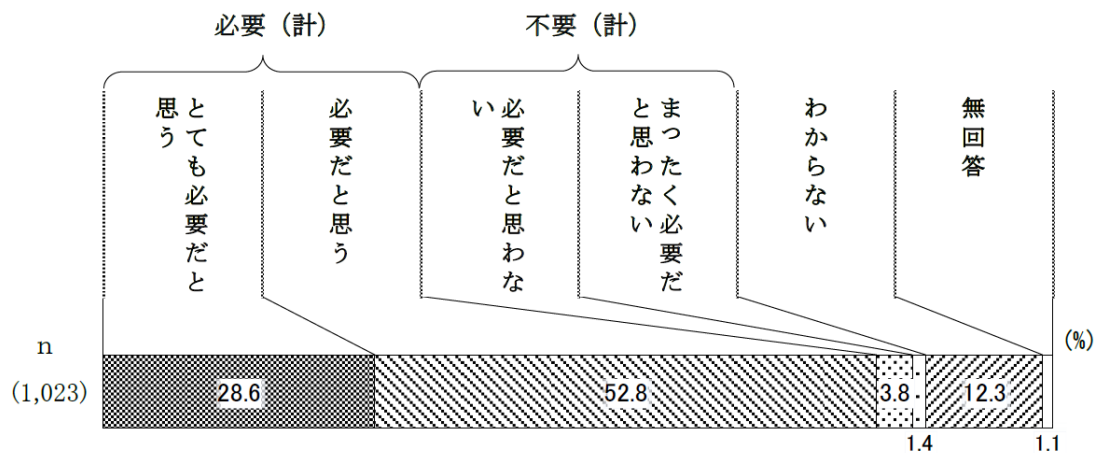 必要（計）
不要（計）
とても必要だと
思う
必要だと思う
必要だと思わな
い
まったく必要だ
と思わない
わからない
無回答
(%)
n
(1,023)
28.6
52.8
3.8
12.3
1.4
1.1